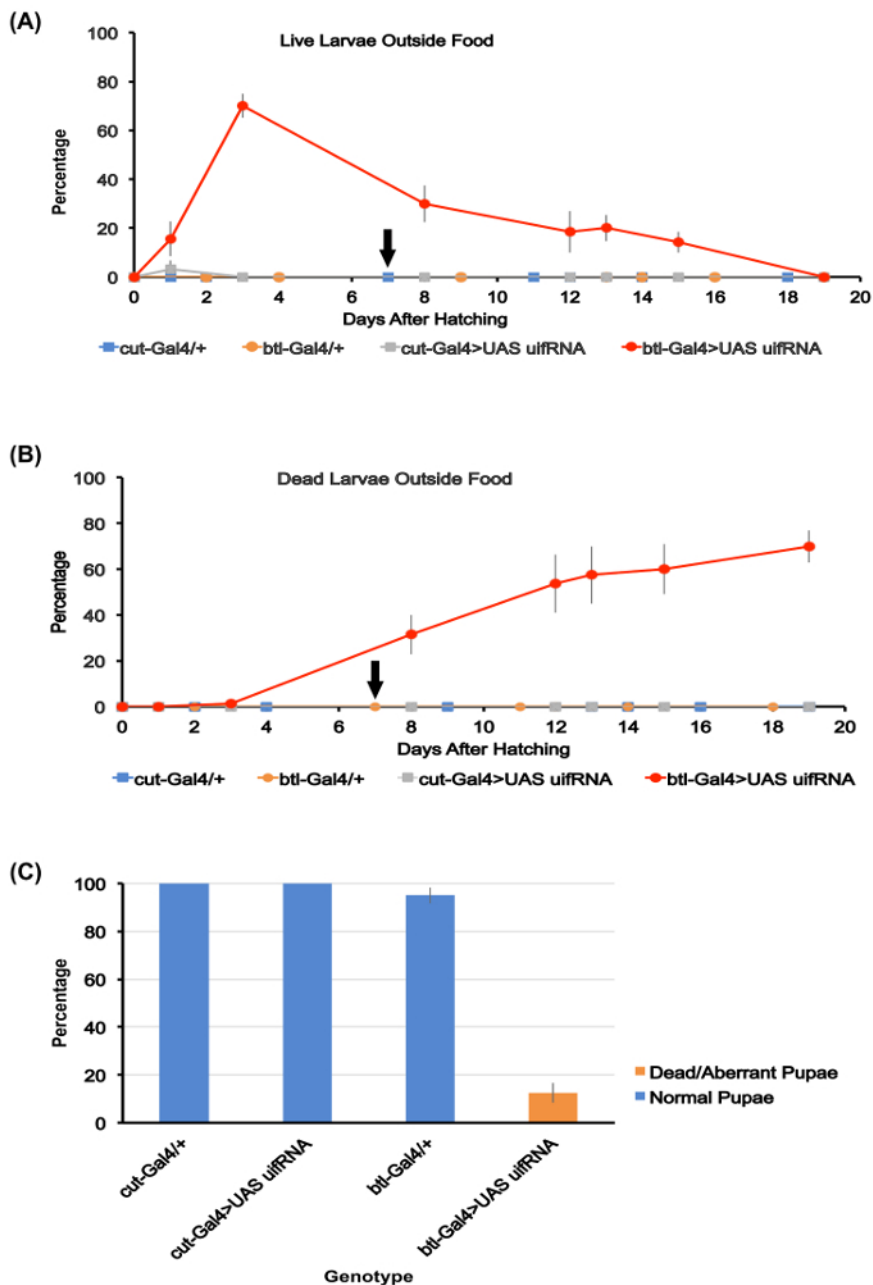 (A)
Live Larvae Outside Food
100
80
60
40
20
0
Percentage
0 2 4 6 8 10 12 14 16 18 20
Days After Hatching
cut-Gal4/+ btl-Gal4/+ cut-Gal4>UAS uifRNA btl-Gal4>UAS uifRNA
(B)
Dead Larvae Outside Food
100
80
60
40
20
0
Percentage
0 2 4 6 8 10 12 14 16 18 20
Days After Hatching
cut-Gal4/+ btl-Gal4/+ cut-Gal4>UAS uifRNA btl-Gal4>UAS uifRNA
(C)
100
80
60
40
20
0
Percentage
Dead/Aberrant Pupae
Normal Pupae
cut-Gal4/+
cut-Gal4>UAS uifRNA
btl-Gal4/+
btl-Gal4>UAS uifRNA
Genotype